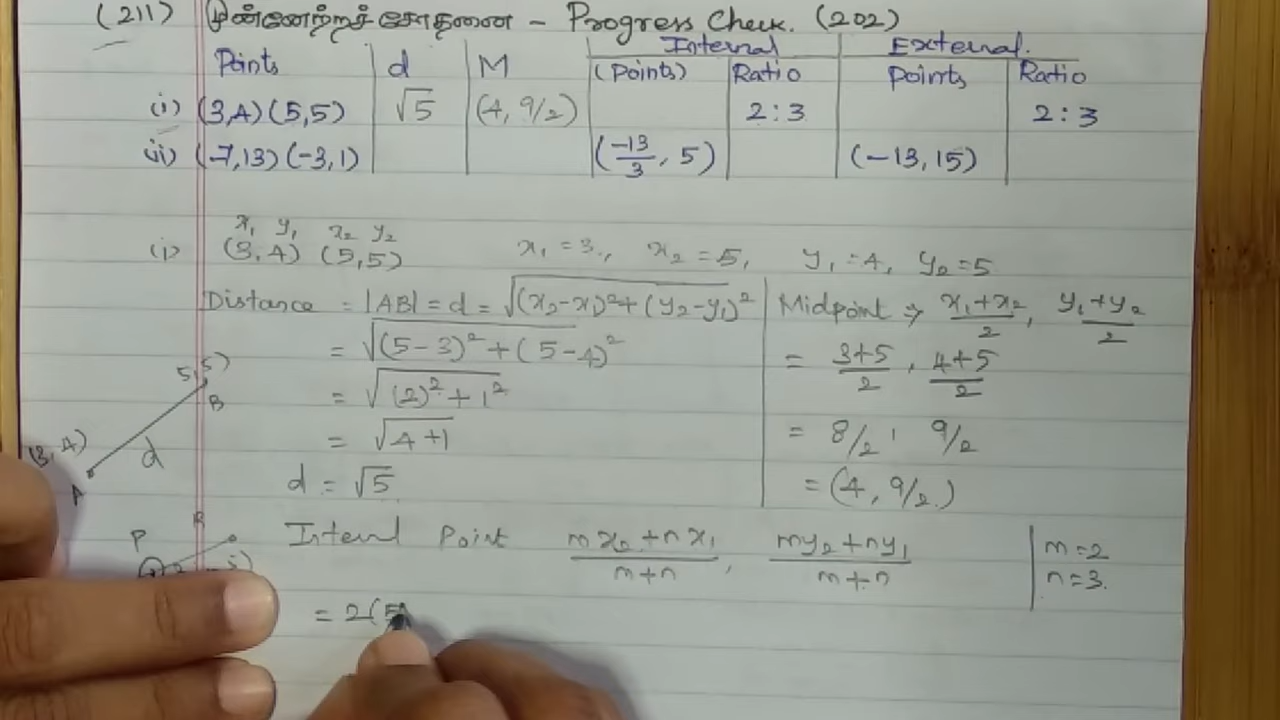 (211) முன்னேற்றச் சோதனை - Progress Check. (202)
Internal External.
Points d M (Points) Ratio Points Ratio
(i) (3,4) (5,5) √5 (4, 9/2) 2:3 2:3
(ii) (-7,13) (-3,1) (-13/3, 5) (-13, 15)
x₁ y₁ x₂ y₂
(i) (3,4) (5,5) x₁ = 3, x₂ = 5, y₁ = 4, y₂ = 5
Distance = |AB| = d = √(x₂-x₁)²+(y₂-y₁)² Midpoint ⇒ x₁+x₂/2, y₁+y₂/2
= √(5-3)²+(5-4)² = 3+5/2, 4+5/2
= √(2)²+1² = 8/2, 9/2
= √4+1
d = √5 = (4, 9/2)
5,5)
B
(3,4)
d
A
Internal Point mx₂+nx₁/m+n, my₂+ny₁/m+n m=2
n=3.
P
= 2(5